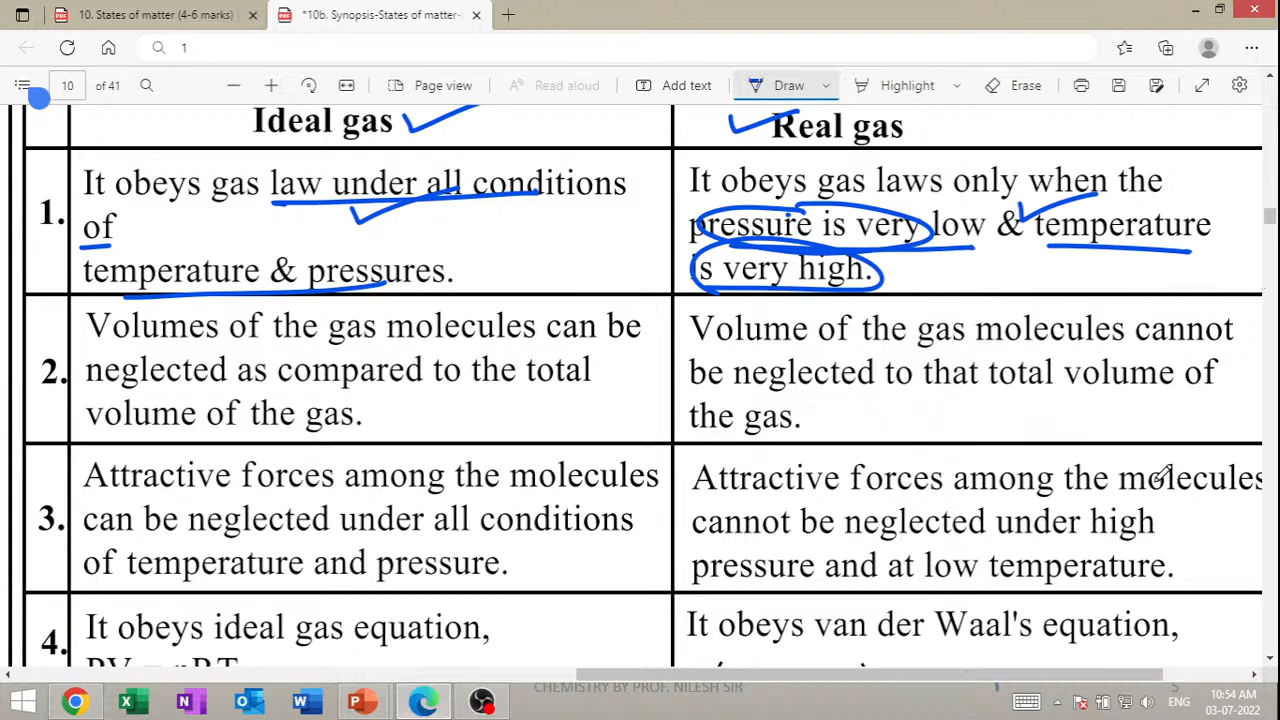 10. States of matter (4-6 marks)
*10b. Synopsis-States of matter-
1
10 of 41
Page view
Read aloud
Add text
Draw
Highlight
Erase
Ideal gas
Real gas
1.
It obeys gas law under all conditions
of
temperature & pressures.
It obeys gas laws only when the
pressure is very low & temperature
is very high.
2.
Volumes of the gas molecules can be
neglected as compared to the total
volume of the gas.
Volume of the gas molecules cannot
be neglected to that total volume of
the gas.
3.
Attractive forces among the molecules
can be neglected under all conditions
of temperature and pressure.
Attractive forces among the molecules
cannot be neglected under high
pressure and at low temperature.
4.
It obeys ideal gas equation,
PV = nRT
It obeys van der Waal's equation,
CHEMISTRY BY PROF. NILESH SIR
ENG
10:54 AM
03-07-2022